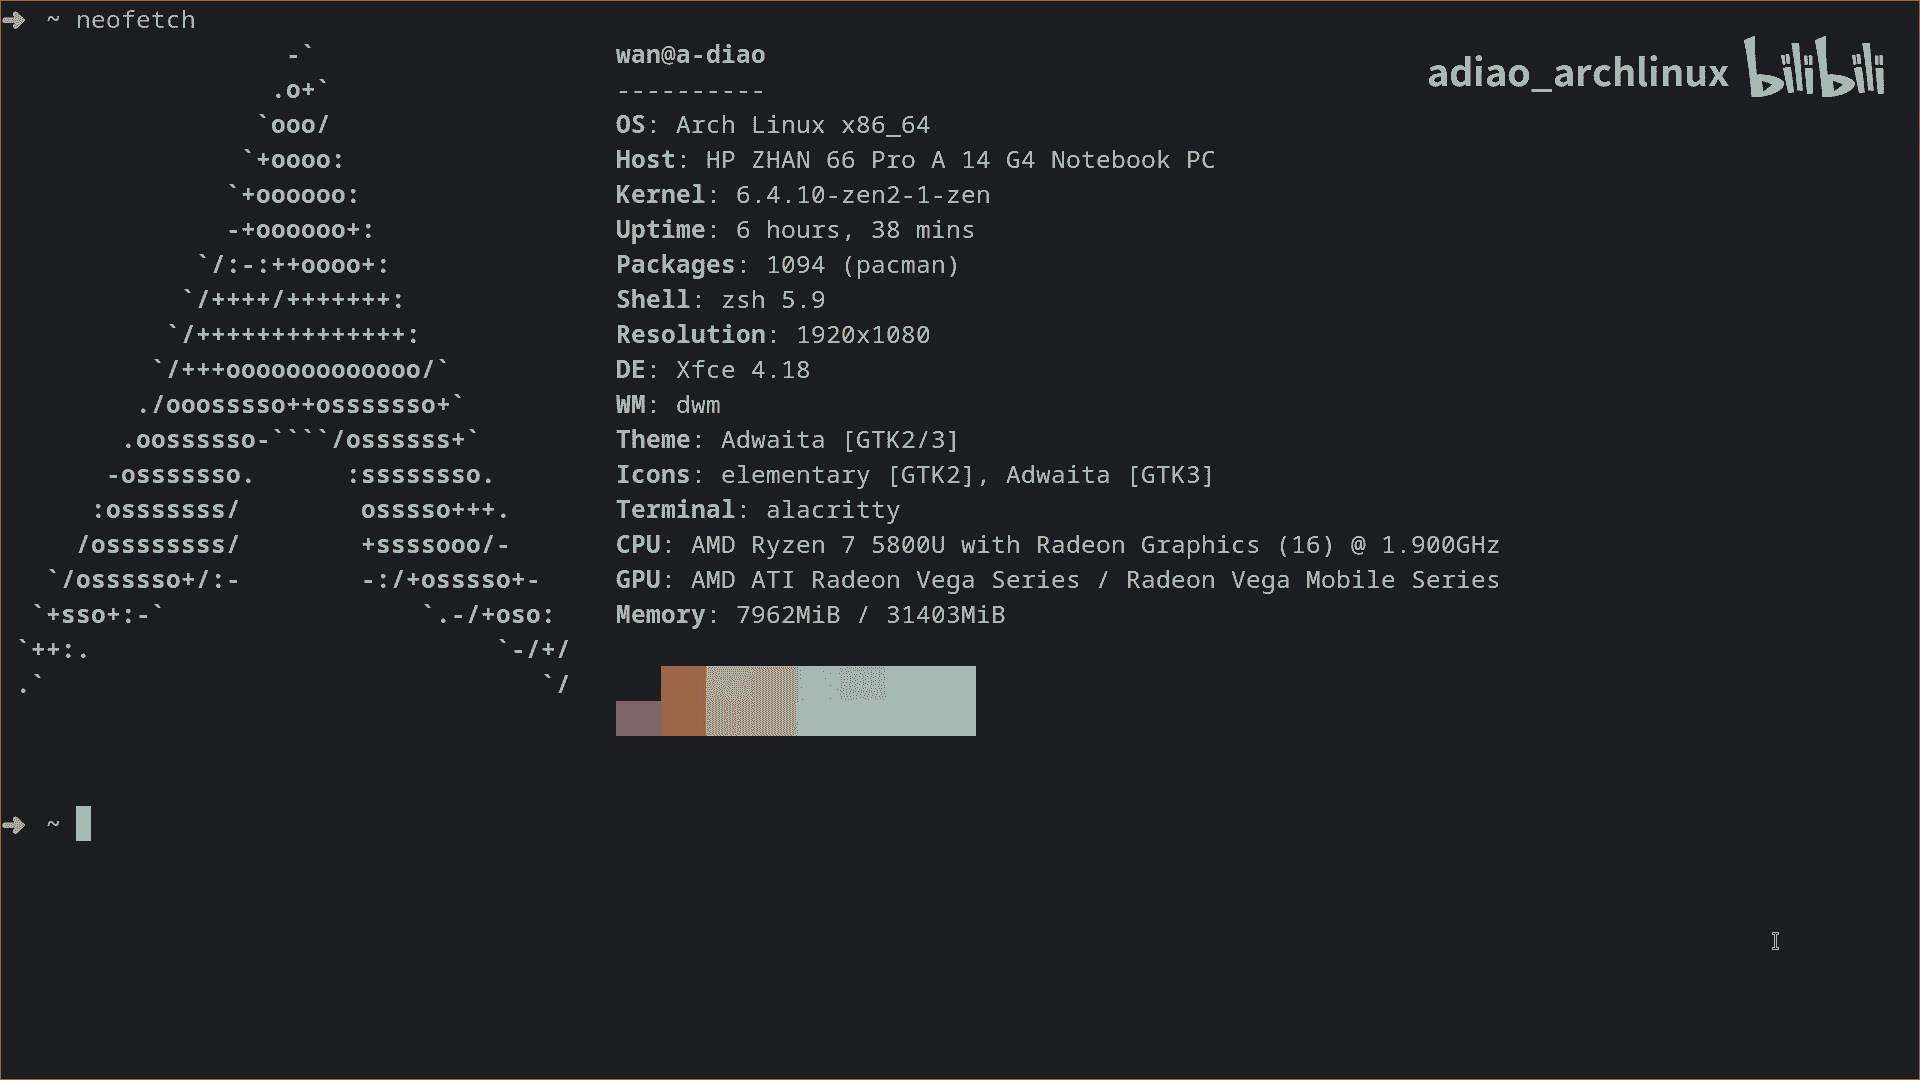 ➜  ~ neofetch
                   -`
                  .o+`
                 `ooo/
                `+oooo:
               `+oooooo:
               -+oooooo+:
             `/:-:++oooo+:
            `/++++/+++++++:
           `/++++++++++++++:
          `/+++ooooooooooooo/`
         ./ooosssso++osssssso+`
        .oossssso-````/ossssss+`
       -osssssso.      :ssssssso.
      :osssssss/        osssso+++.
     /ossssssss/        +ssssooo/-
   `/ossssso+/:-        -:/+osssso+-
  `+sso+:-`                 `.-/+oso:
 `++:.                           `-/+/
 .`                                 `/
wan@a-diao
----------
OS: Arch Linux x86_64
Host: HP ZHAN 66 Pro A 14 G4 Notebook PC
Kernel: 6.4.10-zen2-1-zen
Uptime: 6 hours, 38 mins
Packages: 1094 (pacman)
Shell: zsh 5.9
Resolution: 1920x1080
DE: Xfce 4.18
WM: dwm
Theme: Adwaita [GTK2/3]
Icons: elementary [GTK2], Adwaita [GTK3]
Terminal: alacritty
CPU: AMD Ryzen 7 5800U with Radeon Graphics (16) @ 1.900GHz
GPU: AMD ATI Radeon Vega Series / Radeon Vega Mobile Series
Memory: 7962MiB / 31403MiB
adiao_archlinux bilibili
➜  ~